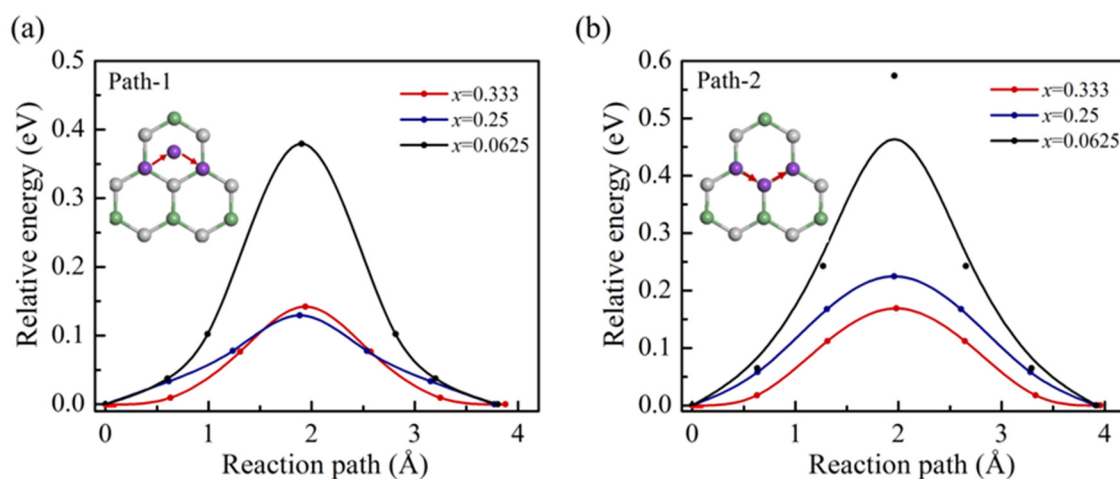 (a)
Path-1
x=0.333
x=0.25
x=0.0625
Relative energy (eV)
0.5
0.4
0.3
0.2
0.1
0.0
0 1 2 3 4
Reaction path (Å)
(b)
Path-2
x=0.333
x=0.25
x=0.0625
Relative energy (eV)
0.6
0.5
0.4
0.3
0.2
0.1
0.0
0 1 2 3 4
Reaction path (Å)